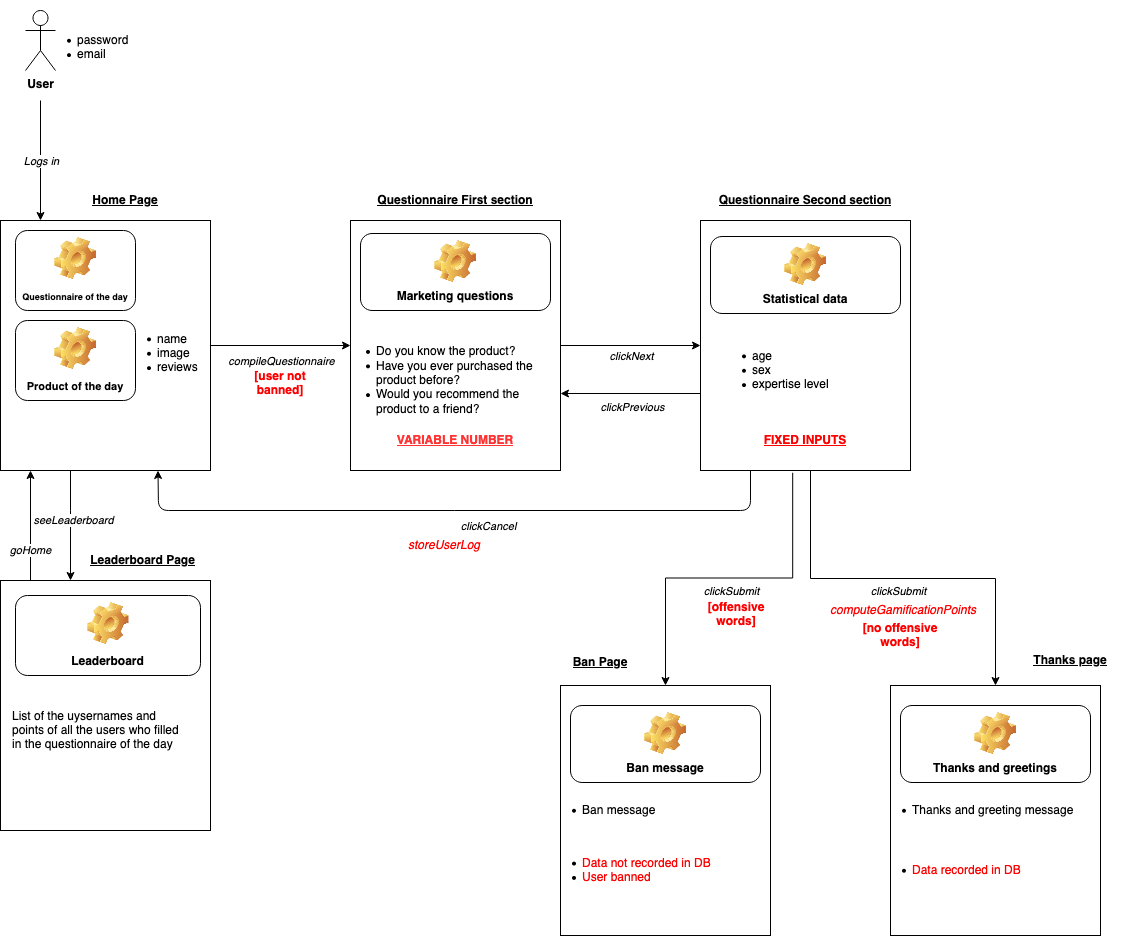 password
email
User
Logs in
Home Page
Questionnaire First section
Questionnaire Second section
Questionnaire of the day
Product of the day
name
image
reviews
compileQuestionnaire
[user not
banned]
Marketing questions
Do you know the product?
Have you ever purchased the
product before?
Would you recommend the
product to a friend?
VARIABLE NUMBER
clickNext
clickPrevious
Statistical data
age
sex
expertise level
FIXED INPUTS
seeLeaderboard
goHome
clickCancel
storeUserLog
Leaderboard Page
Leaderboard
List of the uysernames and
points of all the users who filled
in the questionnaire of the day
clickSubmit
[offensive
words]
clickSubmit
computeGamificationPoints
[no offensive
words]
Ban Page
Ban message
Ban message
Data not recorded in DB
User banned
Thanks page
Thanks and greetings
Thanks and greeting message
Data recorded in DB